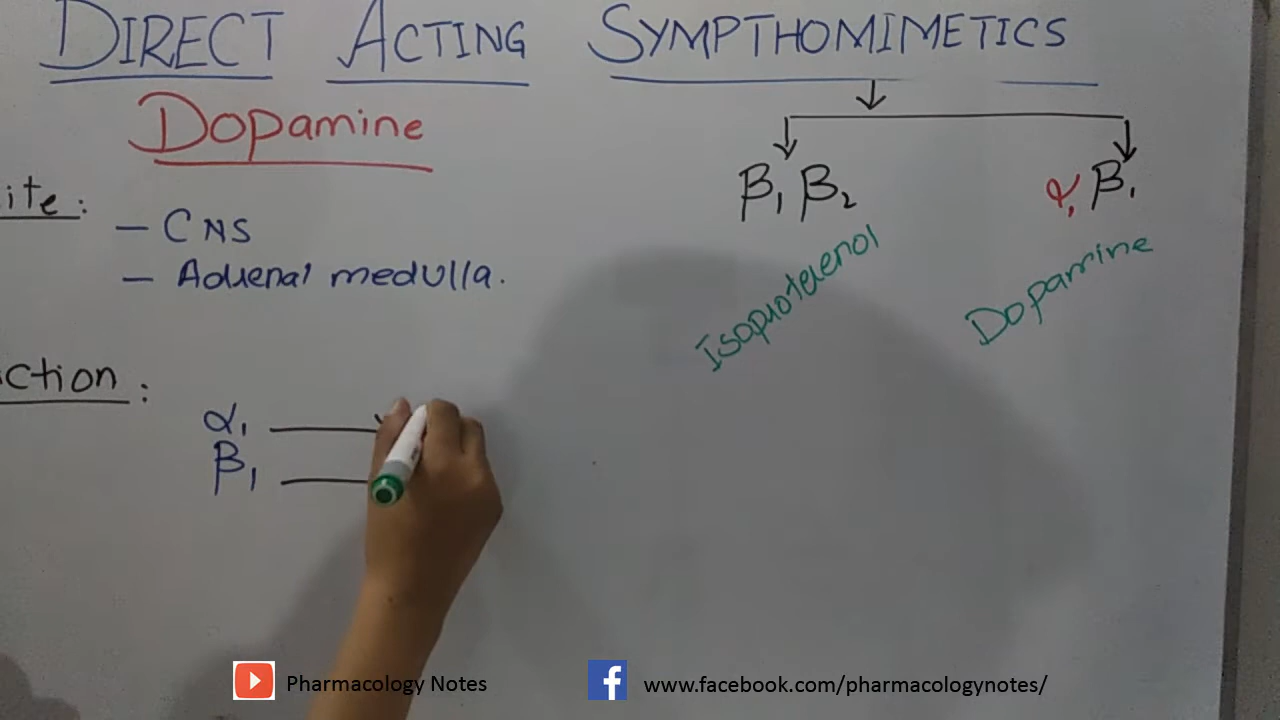 DIRECT ACTING SYMPTHOMIMETICS
Dopamine
ite:
– CNS
– Adrenal medulla.
ction:
α1
β1
β1 β2
α1 β1
Isoproterenol
Dopamine
Pharmacology Notes
www.facebook.com/pharmacologynotes/